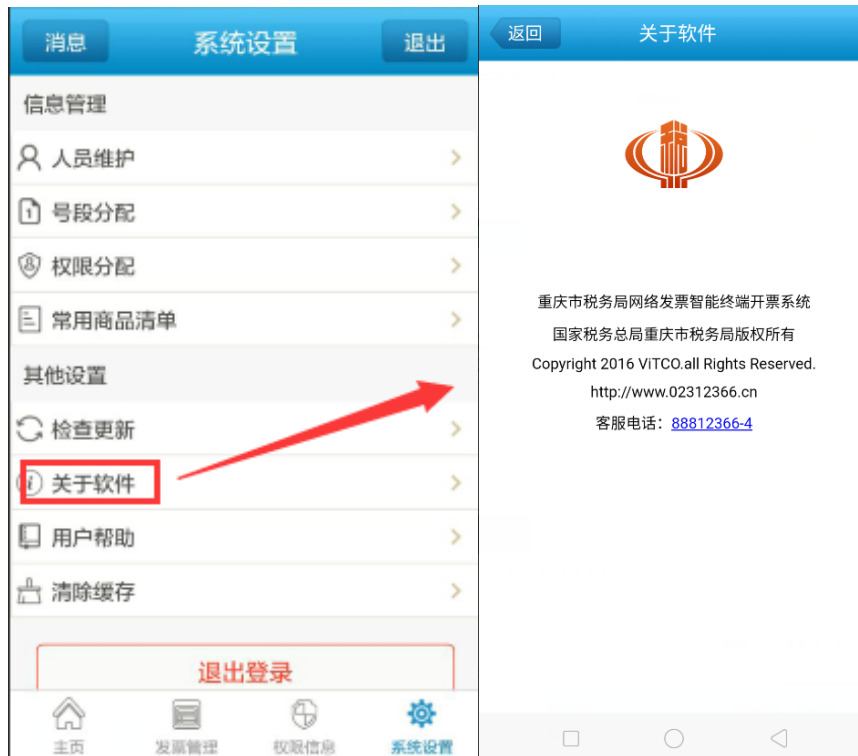 消息
系统设置
退出
信息管理
人员维护
号段分配
权限分配
常用商品清单
其他设置
检查更新
关于软件
用户帮助
清除缓存
退出登录
主页
发票管理
权限信息
系统设置
返回
关于软件
税
重庆市税务局网络发票智能终端开票系统
国家税务总局重庆市税务局版权所有
Copyright 2016 ViTCO.all Rights Reserved.
http://www.02312366.cn
客服电话：88812366-4